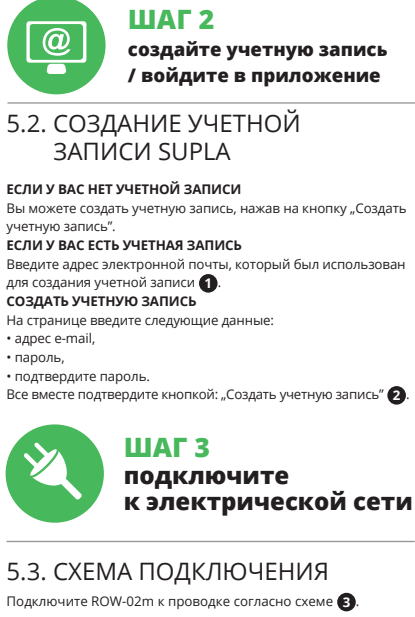 @
ШАГ 2
создайте учетную запись
/ войдите в приложение
5.2. СОЗДАНИЕ УЧЕТНОЙ
ЗАПИСИ SUPLA
ЕСЛИ У ВАС НЕТ УЧЕТНОЙ ЗАПИСИ
Вы можете создать учетную запись, нажав на кнопку „Создать
учетную запись”.
ЕСЛИ У ВАС ЕСТЬ УЧЕТНАЯ ЗАПИСЬ
Введите адрес электронной почты, который был использован
для создания учетной записи 1.
СОЗДАТЬ УЧЕТНУЮ ЗАПИСЬ
На странице введите следующие данные:
• адрес e-mail,
• пароль,
• подтвердите пароль.
Все вместе подтвердите кнопкой: „Создать учетную запись” 2.
ШАГ 3
подключите
к электрической сети
5.3. СХЕМА ПОДКЛЮЧЕНИЯ
Подключите ROW-02m к проводке согласно схеме 3.